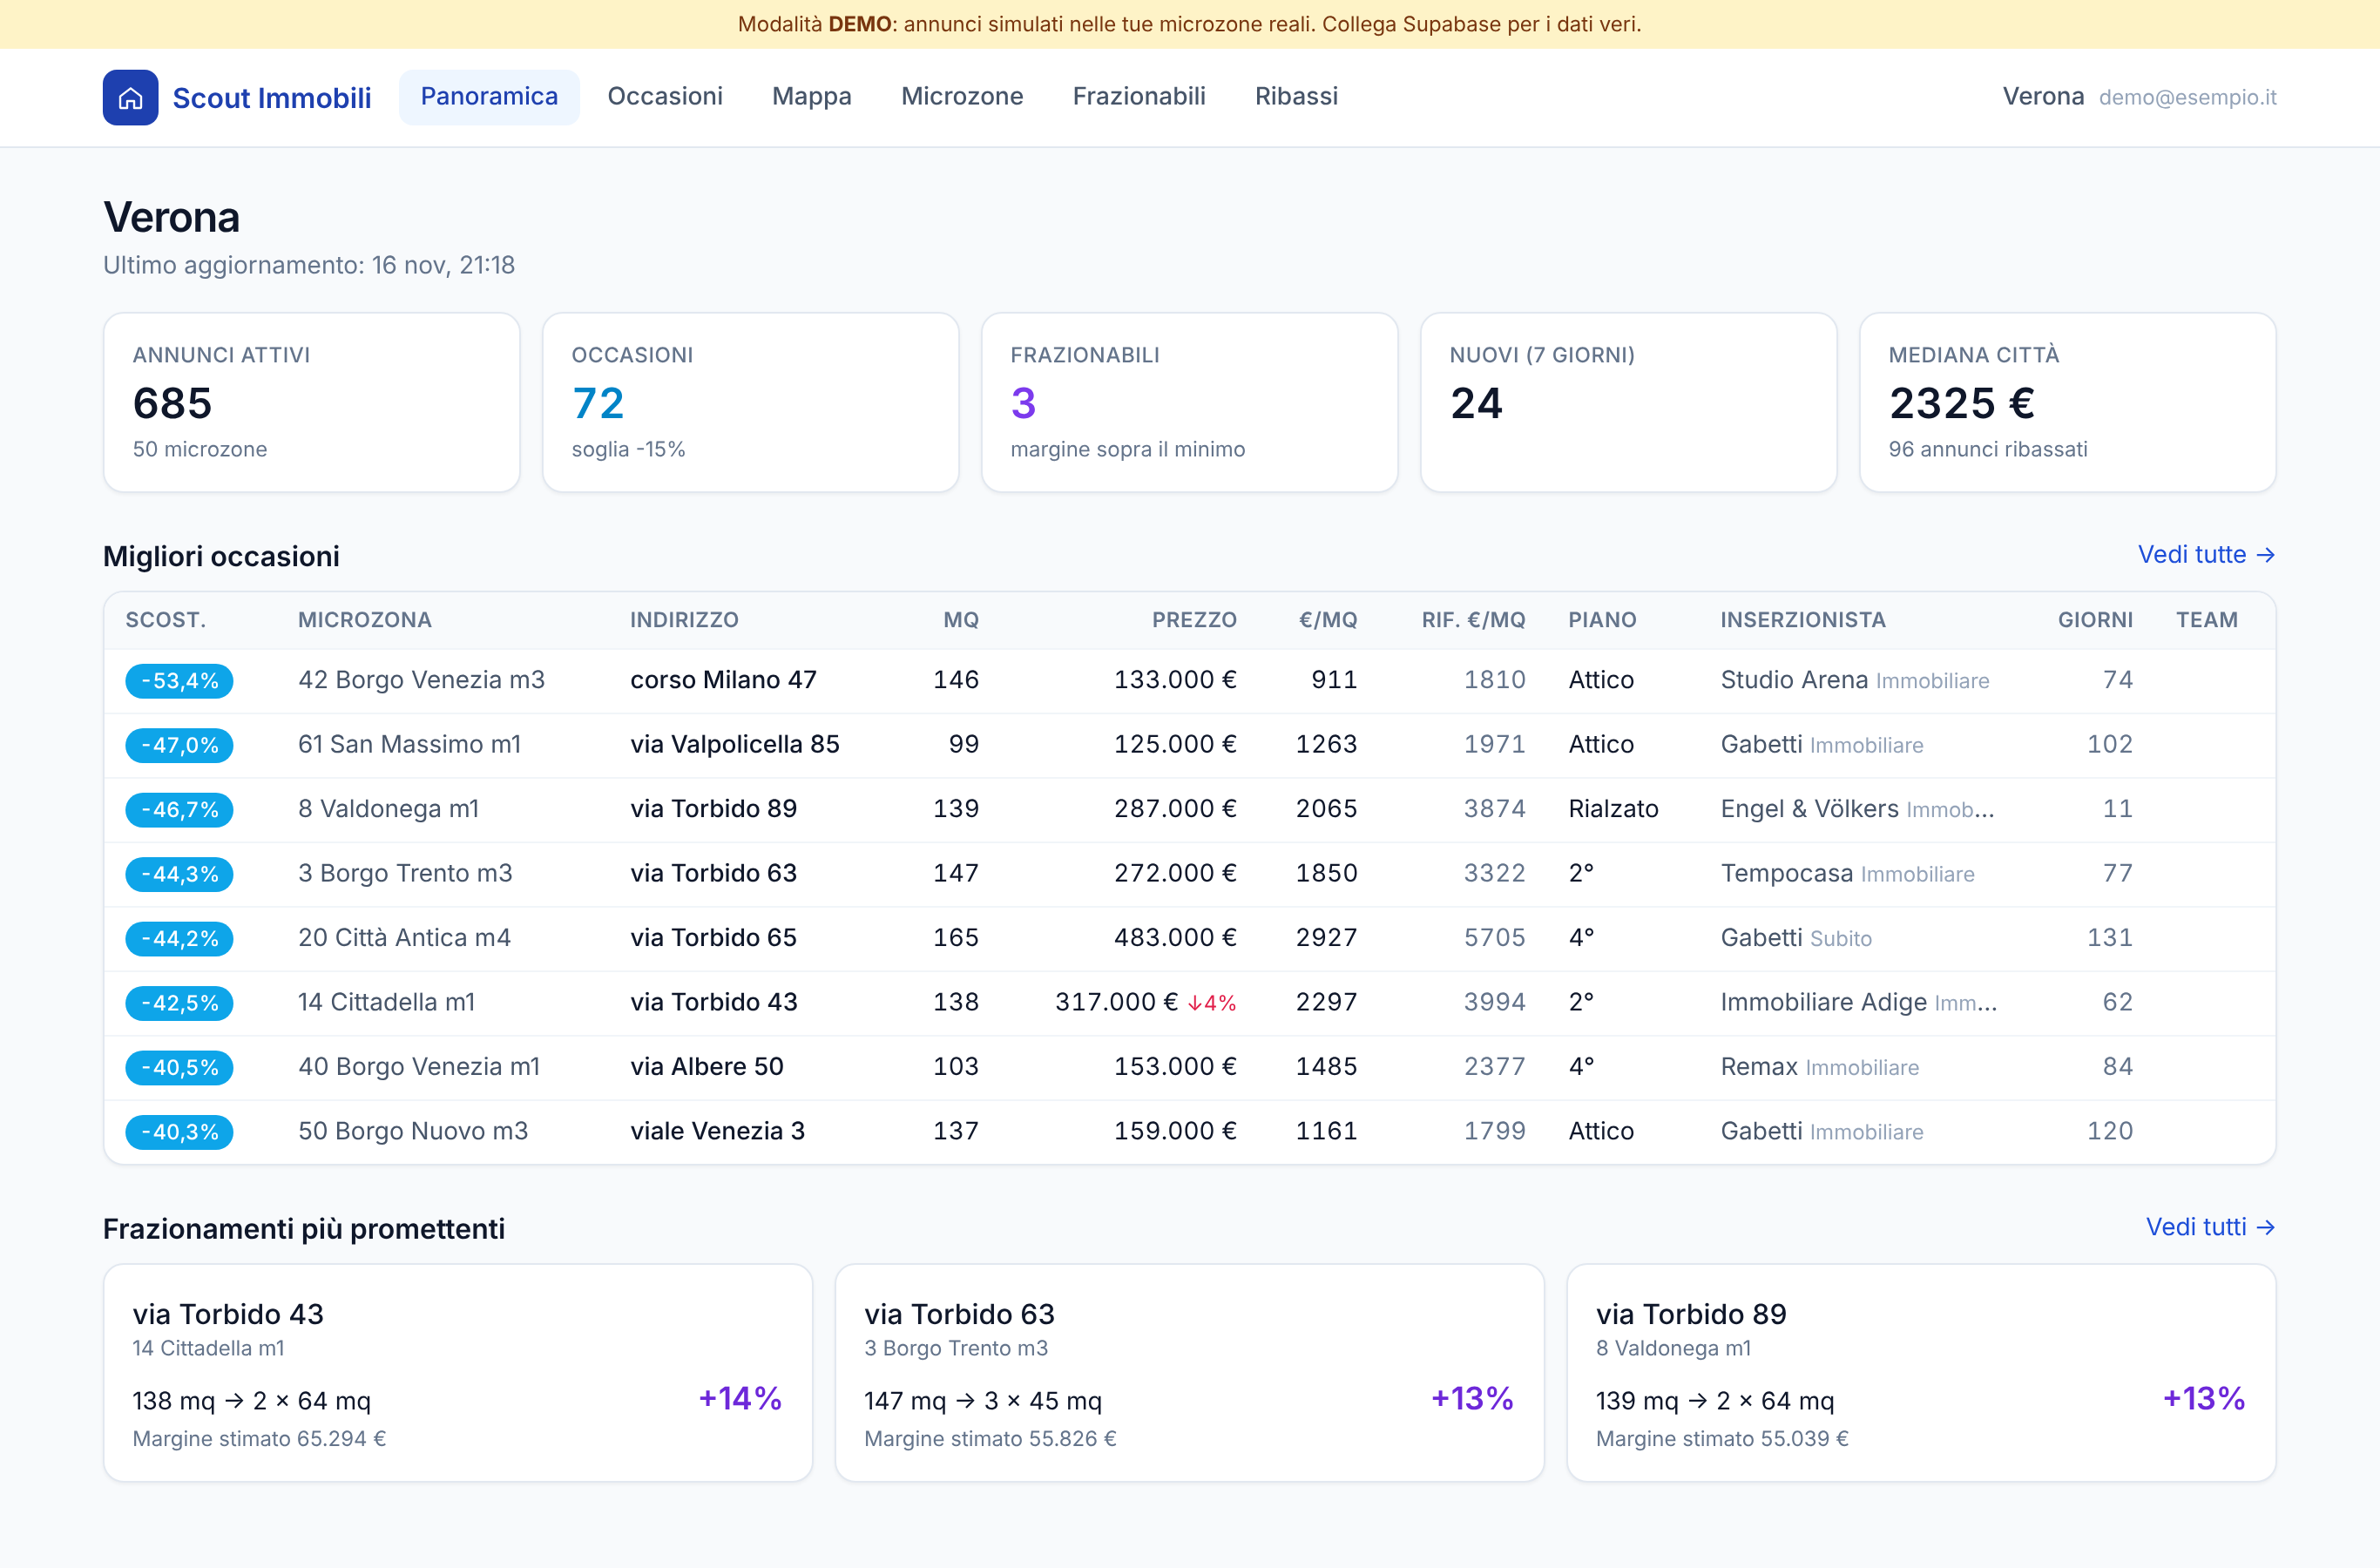 Modalità DEMO: annunci simulati nelle tue microzone reali. Collega Supabase per i dati veri.
Scout Immobili Panoramica Occasioni Mappa Microzone Frazionabili Ribassi Verona demo@esempio.it
Verona
Ultimo aggiornamento: 16 nov, 21:18
ANNUNCI ATTIVI OCCASIONI FRAZIONABILI NUOVI (7 GIORNI) MEDIANA CITTÀ
685 72 3 24 2325 €
50 microzone soglia -15% margine sopra il minimo 96 annunci ribassati
Migliori occasioni Vedi tutte →
SCOST. MICROZONA INDIRIZZO MQ PREZZO €/MQ RIF. €/MQ PIANO INSERZIONISTA GIORNI TEAM
-53,4% 42 Borgo Venezia m3 corso Milano 47 146 133.000 € 911 1810 Attico Studio Arena Immobiliare 74
-47,0% 61 San Massimo m1 via Valpolicella 85 99 125.000 € 1263 1971 Attico Gabetti Immobiliare 102
-46,7% 8 Valdonega m1 via Torbido 89 139 287.000 € 2065 3874 Rialzato Engel & Völkers Immob... 11
-44,3% 3 Borgo Trento m3 via Torbido 63 147 272.000 € 1850 3322 2° Tempocasa Immobiliare 77
-44,2% 20 Città Antica m4 via Torbido 65 165 483.000 € 2927 5705 4° Gabetti Subito 131
-42,5% 14 Cittadella m1 via Torbido 43 138 317.000 € ↓4% 2297 3994 2° Immobiliare Adige Imm... 62
-40,5% 40 Borgo Venezia m1 via Albere 50 103 153.000 € 1485 2377 4° Remax Immobiliare 84
-40,3% 50 Borgo Nuovo m3 viale Venezia 3 137 159.000 € 1161 1799 Attico Gabetti Immobiliare 120
Frazionamenti più promettenti Vedi tutti →
via Torbido 43 via Torbido 63 via Torbido 89
14 Cittadella m1 3 Borgo Trento m3 8 Valdonega m1
138 mq → 2 × 64 mq +14% 147 mq → 3 × 45 mq +13% 139 mq → 2 × 64 mq +13%
Margine stimato 65.294 € Margine stimato 55.826 € Margine stimato 55.039 €